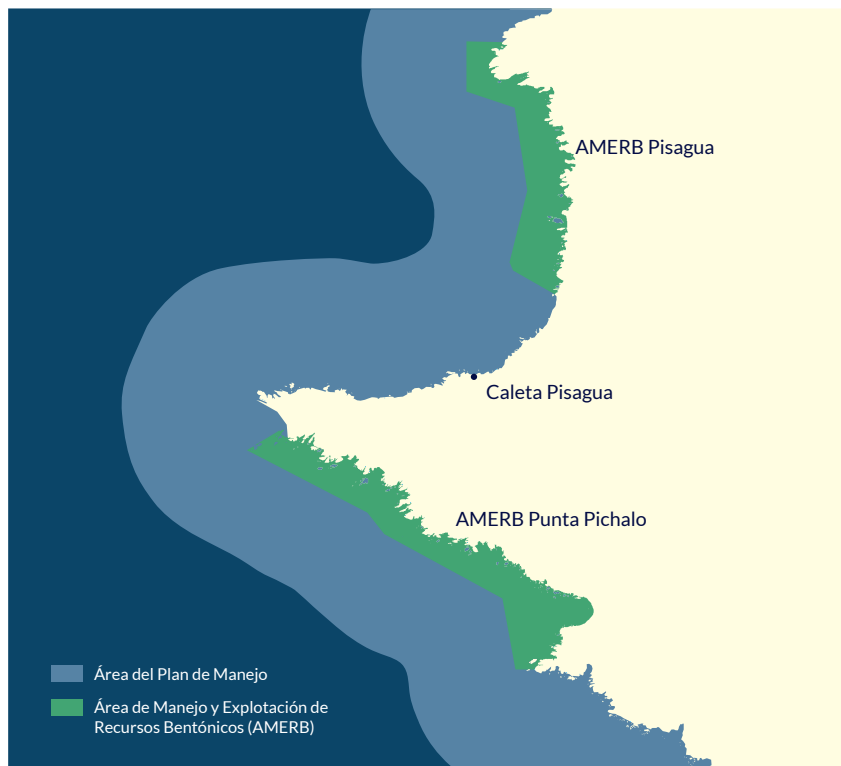 AMERB Pisagua
Caleta Pisagua
AMERB Punta Pichalo
Área del Plan de Manejo
Área de Manejo y Explotación de
Recursos Bentónicos (AMERB)